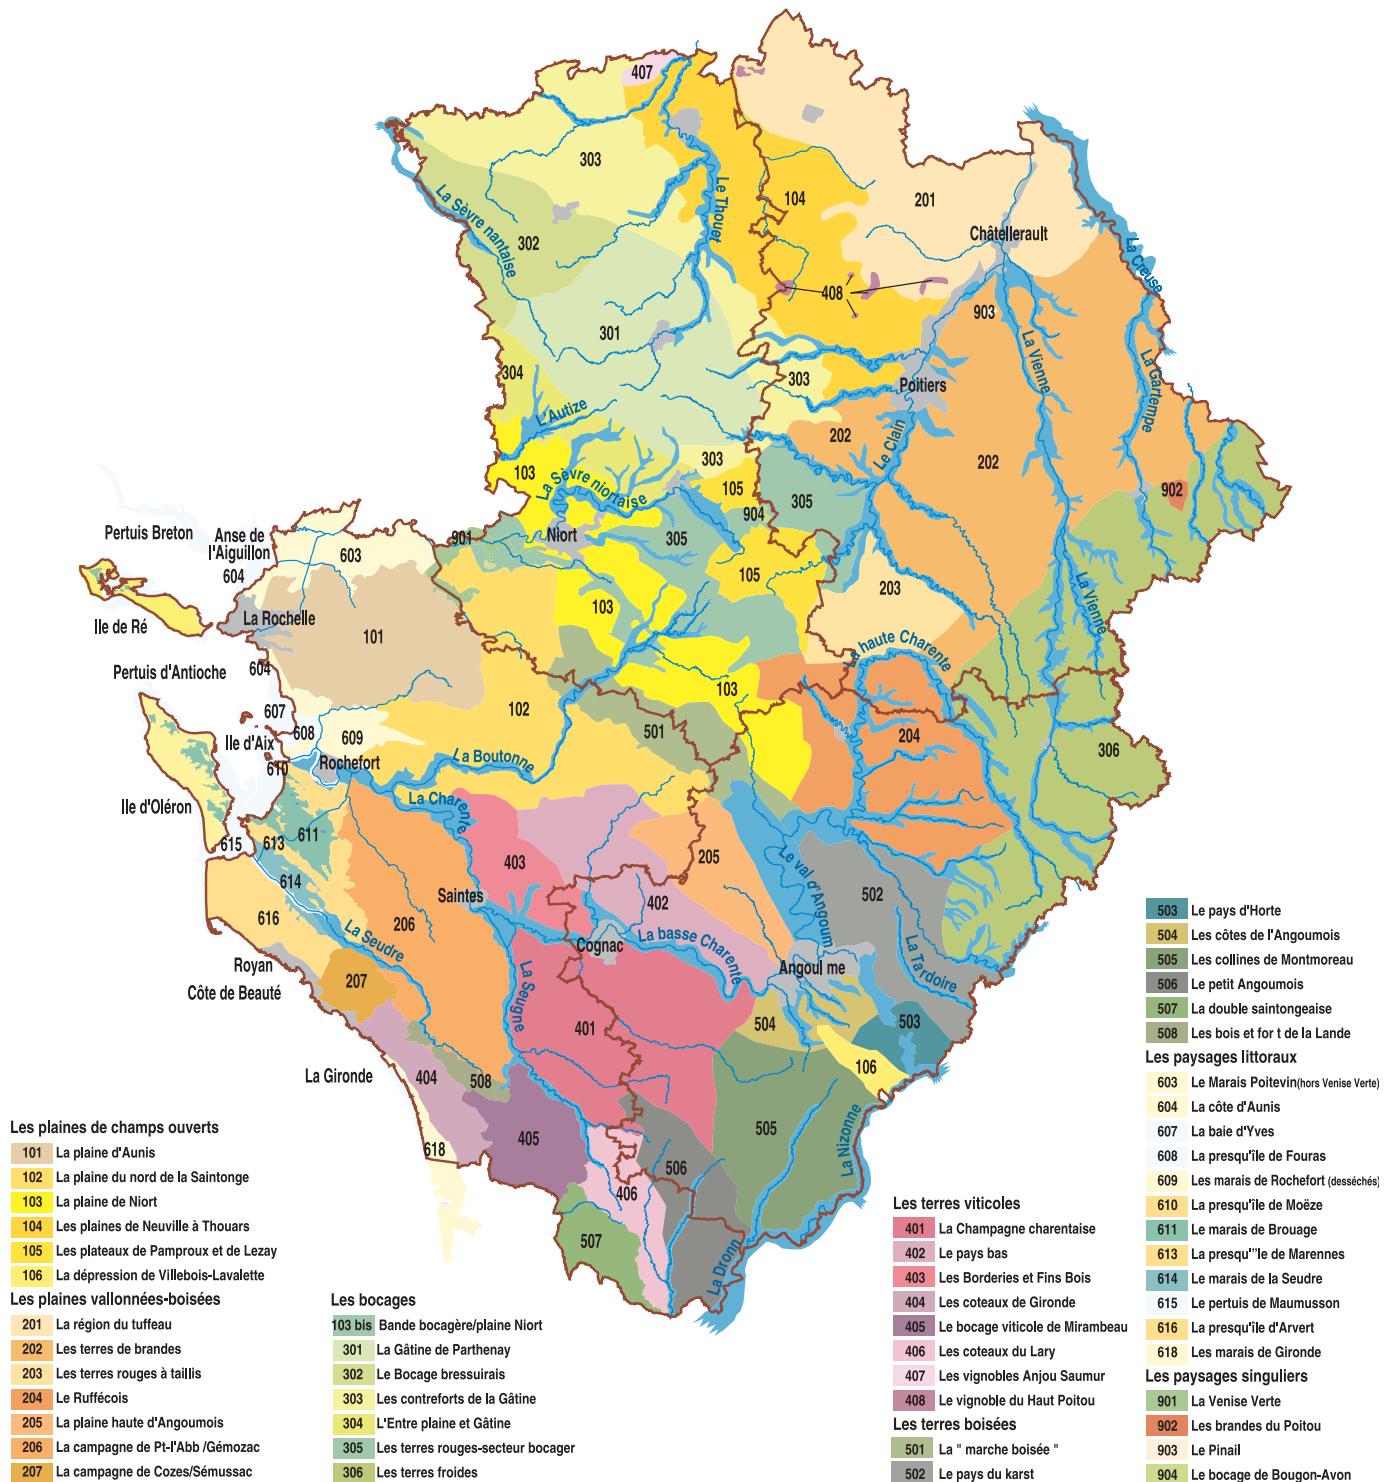 407
303
La Sèvre nantaise
302
Le Thouet
104
201
Châtellerault
La Creuse
408
903
301
La Vienne
La Gartempe
304
303
Poitiers
L'Autize
202
Le Clain
202
303
103
La Sèvre niortaise
105
305
902
904
Pertuis Breton
Anse de
l'Aiguillon
603
901
Niort
305
604
105
203
La Vienne
Ile de Ré
La Rochelle
103
101
La haute Charente
604
Pertuis d'Antioche
103
607
102
501
204
306
608
609
Ile d'Aix
La Boutonne
610
Rochefort
Ile d'Oléron
La Charente
611
613
615
403
205
Le val d'Angoum
502
614
Saintes
402
616
206
La Seudre
Cognac
La basse Charente
La Tardoire
Royan
Angoul me
Côte de Beauté
207
La Seugne
401
504
503
La Gironde
404
508
106
618
405
505
La Nizonne
506
406
507
La Dronn
Les plaines de champs ouverts
101 La plaine d'Aunis
102 La plaine du nord de la Saintonge
103 La plaine de Niort
104 Les plaines de Neuville à Thouars
105 Les plateaux de Pamproux et de Lezay
106 La dépression de Villebois-Lavalette
Les plaines vallonnées-boisées
201 La région du tuffeau
202 Les terres de brandes
203 Les terres rouges à taillis
204 Le Ruffécois
205 La plaine haute d'Angoumois
206 La campagne de Pt-l'Abb /Gémozac
207 La campagne de Cozes/Sémussac
Les bocages
103 bis Bande bocagère/plaine Niort
301 La Gâtine de Parthenay
302 Le Bocage bressuirais
303 Les contreforts de la Gâtine
304 L'Entre plaine et Gâtine
305 Les terres rouges-secteur bocager
306 Les terres froides
Les terres viticoles
401 La Champagne charentaise
402 Le pays bas
403 Les Borderies et Fins Bois
404 Les coteaux de Gironde
405 Le bocage viticole de Mirambeau
406 Les coteaux du Lary
407 Les vignobles Anjou Saumur
408 Le vignoble du Haut Poitou
Les terres boisées
501 La " marche boisée "
502 Le pays du karst
503 Le pays d'Horte
504 Les côtes de l'Angoumois
505 Les collines de Montmoreau
506 Le petit Angoumois
507 La double saintongeaise
508 Les bois et for t de la Lande
Les paysages littoraux
603 Le Marais Poitevin(hors Venise Verte)
604 La côte d'Aunis
607 La baie d'Yves
608 La presqu'île de Fouras
609 Les marais de Rochefort (desséchés)
610 La presqu'île de Moëze
611 Le marais de Brouage
613 La presqu'"le de Marennes
614 Le marais de la Seudre
615 Le pertuis de Maumusson
616 La presqu'île d'Arvert
618 Les marais de Gironde
Les paysages singuliers
901 La Venise Verte
902 Les brandes du Poitou
903 Le Pinail
904 Le bocage de Bougon-Avon